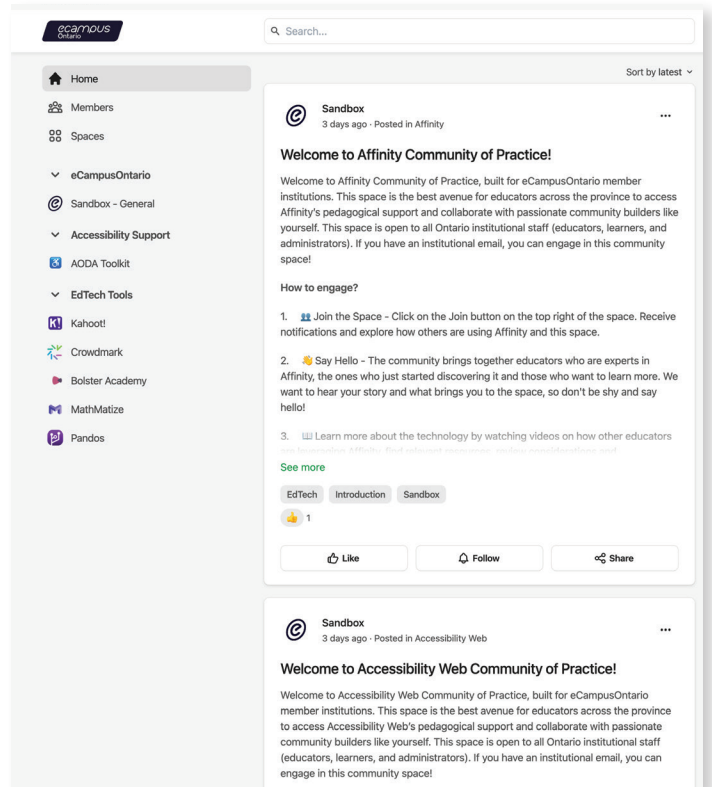 ecampus
Ontario
Search...
Home
Members
Spaces
eCampusOntario
Sandbox - General
Accessibility Support
AODA Toolkit
EdTech Tools
Kahoot!
Crowdmark
Bolster Academy
MathMatize
Pandos
Sort by latest
Sandbox
3 days ago · Posted in Affinity
Welcome to Affinity Community of Practice!
Welcome to Affinity Community of Practice, built for eCampusOntario member
institutions. This space is the best avenue for educators across the province to access
Affinity's pedagogical support and collaborate with passionate community builders like
yourself. This space is open to all Ontario institutional staff (educators, learners, and
administrators). If you have an institutional email, you can engage in this community
space!
How to engage?
1. 👥 Join the Space - Click on the Join button on the top right of the space. Receive
notifications and explore how others are using Affinity and this space.
2. 👋 Say Hello - The community brings together educators who are experts in
Affinity, the ones who just started discovering it and those who want to learn more. We
want to hear your story and what brings you to the space, so don't be shy and say
hello!
3. 📖 Learn more about the technology by watching videos on how other educators
are leveraging Affinity, find relevant resources, review considerations and
See more
EdTech Introduction Sandbox
👍 1
Like Follow Share
Sandbox
3 days ago · Posted in Accessibility Web
Welcome to Accessibility Web Community of Practice!
Welcome to Accessibility Web Community of Practice, built for eCampusOntario
member institutions. This space is the best avenue for educators across the province
to access Accessibility Web's pedagogical support and collaborate with passionate
community builders like yourself. This space is open to all Ontario institutional staff
(educators, learners, and administrators). If you have an institutional email, you can
engage in this community space!